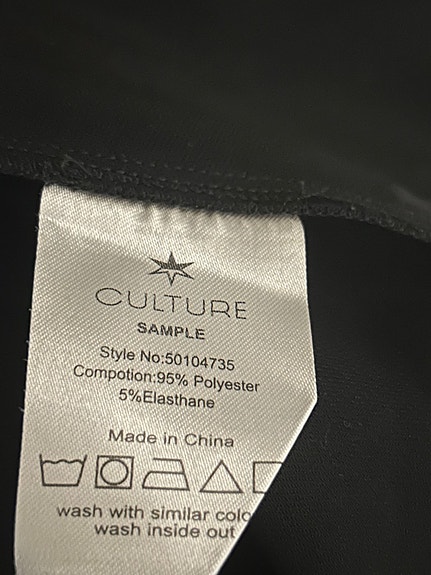 CULTURE
SAMPLE
Style No:50104735
Compotion:95% Polyester
5%Elasthane
Made in China
wash with similar colo
wash inside out